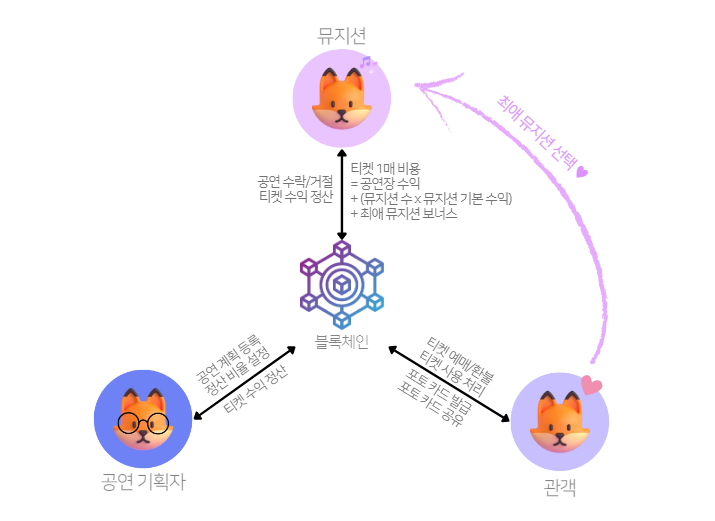 뮤지션
최애 뮤지션 선택
공연 수락/거절
티켓 수익 정산
티켓 1매 비용
= 공연장 수익
+ (뮤지션 수 x 뮤지션 기본 수익)
+ 최애 뮤지션 보너스
블록체인
공연 계획 등록
정산 비율 설정
티켓 수익 정산
티켓 예매/환불
티켓 사용 처리
포토 카드 발급
포토 카드 공유
공연 기획자
관객